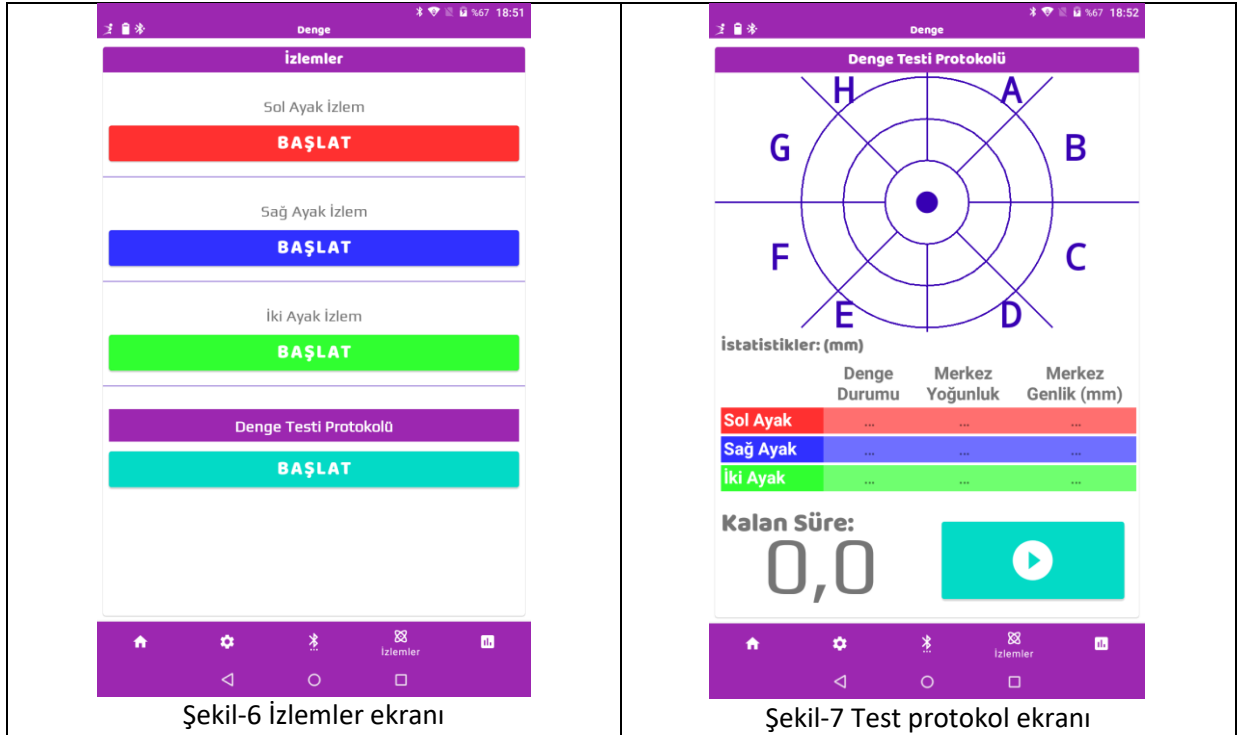 %67 18:51
Denge
İzlemler
Sol Ayak İzlem
BAŞLAT
Sağ Ayak İzlem
BAŞLAT
İki Ayak İzlem
BAŞLAT
Denge Testi Protokolü
BAŞLAT
İzlemler
Şekil-6 İzlemler ekranı
%67 18:52
Denge
Denge Testi Protokolü
H A
G B
F C
E D
İstatistikler: (mm)
Denge Merkez Merkez
Durumu Yoğunluk Genlik (mm)
Sol Ayak ... ... ...
Sağ Ayak ... ... ...
İki Ayak ... ... ...
Kalan Süre:
0,0
İzlemler
Şekil-7 Test protokol ekranı